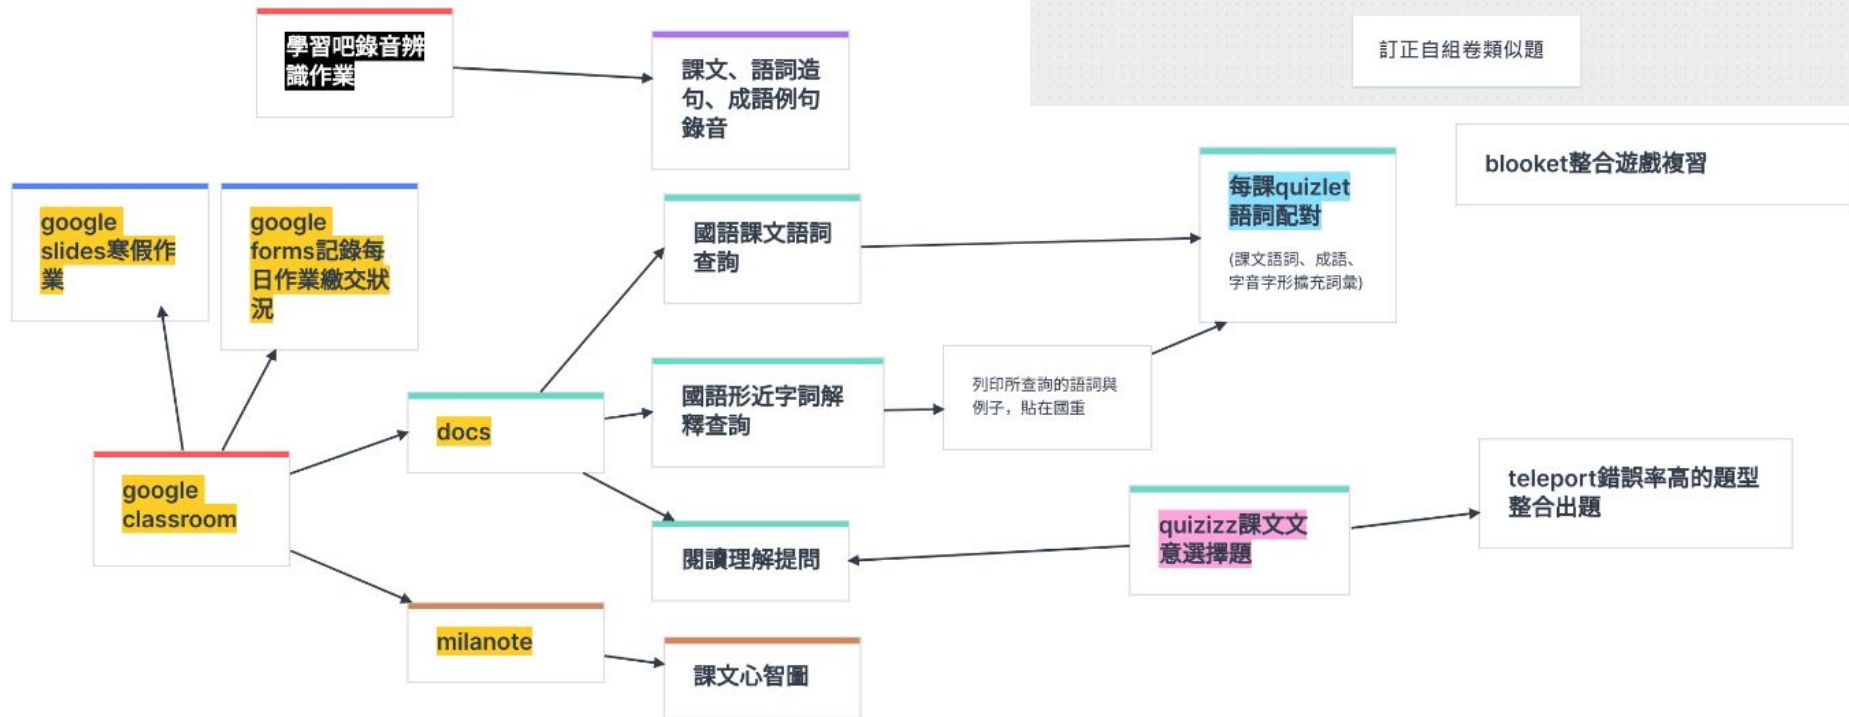 學習吧錄音辨
識作業
課文、語詞造
句、成語例句
錄音
訂正自組卷類似題
blooket整合遊戲複習
每課quizlet
語詞配對
(課文語詞、成語、
字音字形擴充詞彙)
google
slides寒假作
業
google
forms記錄每
日作業繳交狀
況
國語課文語詞
查詢
國語形近字詞解
釋查詢
列印所查詢的語詞與
例子，貼在國重
docs
google
classroom
閱讀理解提問
quizizz課文文
意選擇題
teleport錯誤率高的題型
整合出題
milanote
課文心智圖